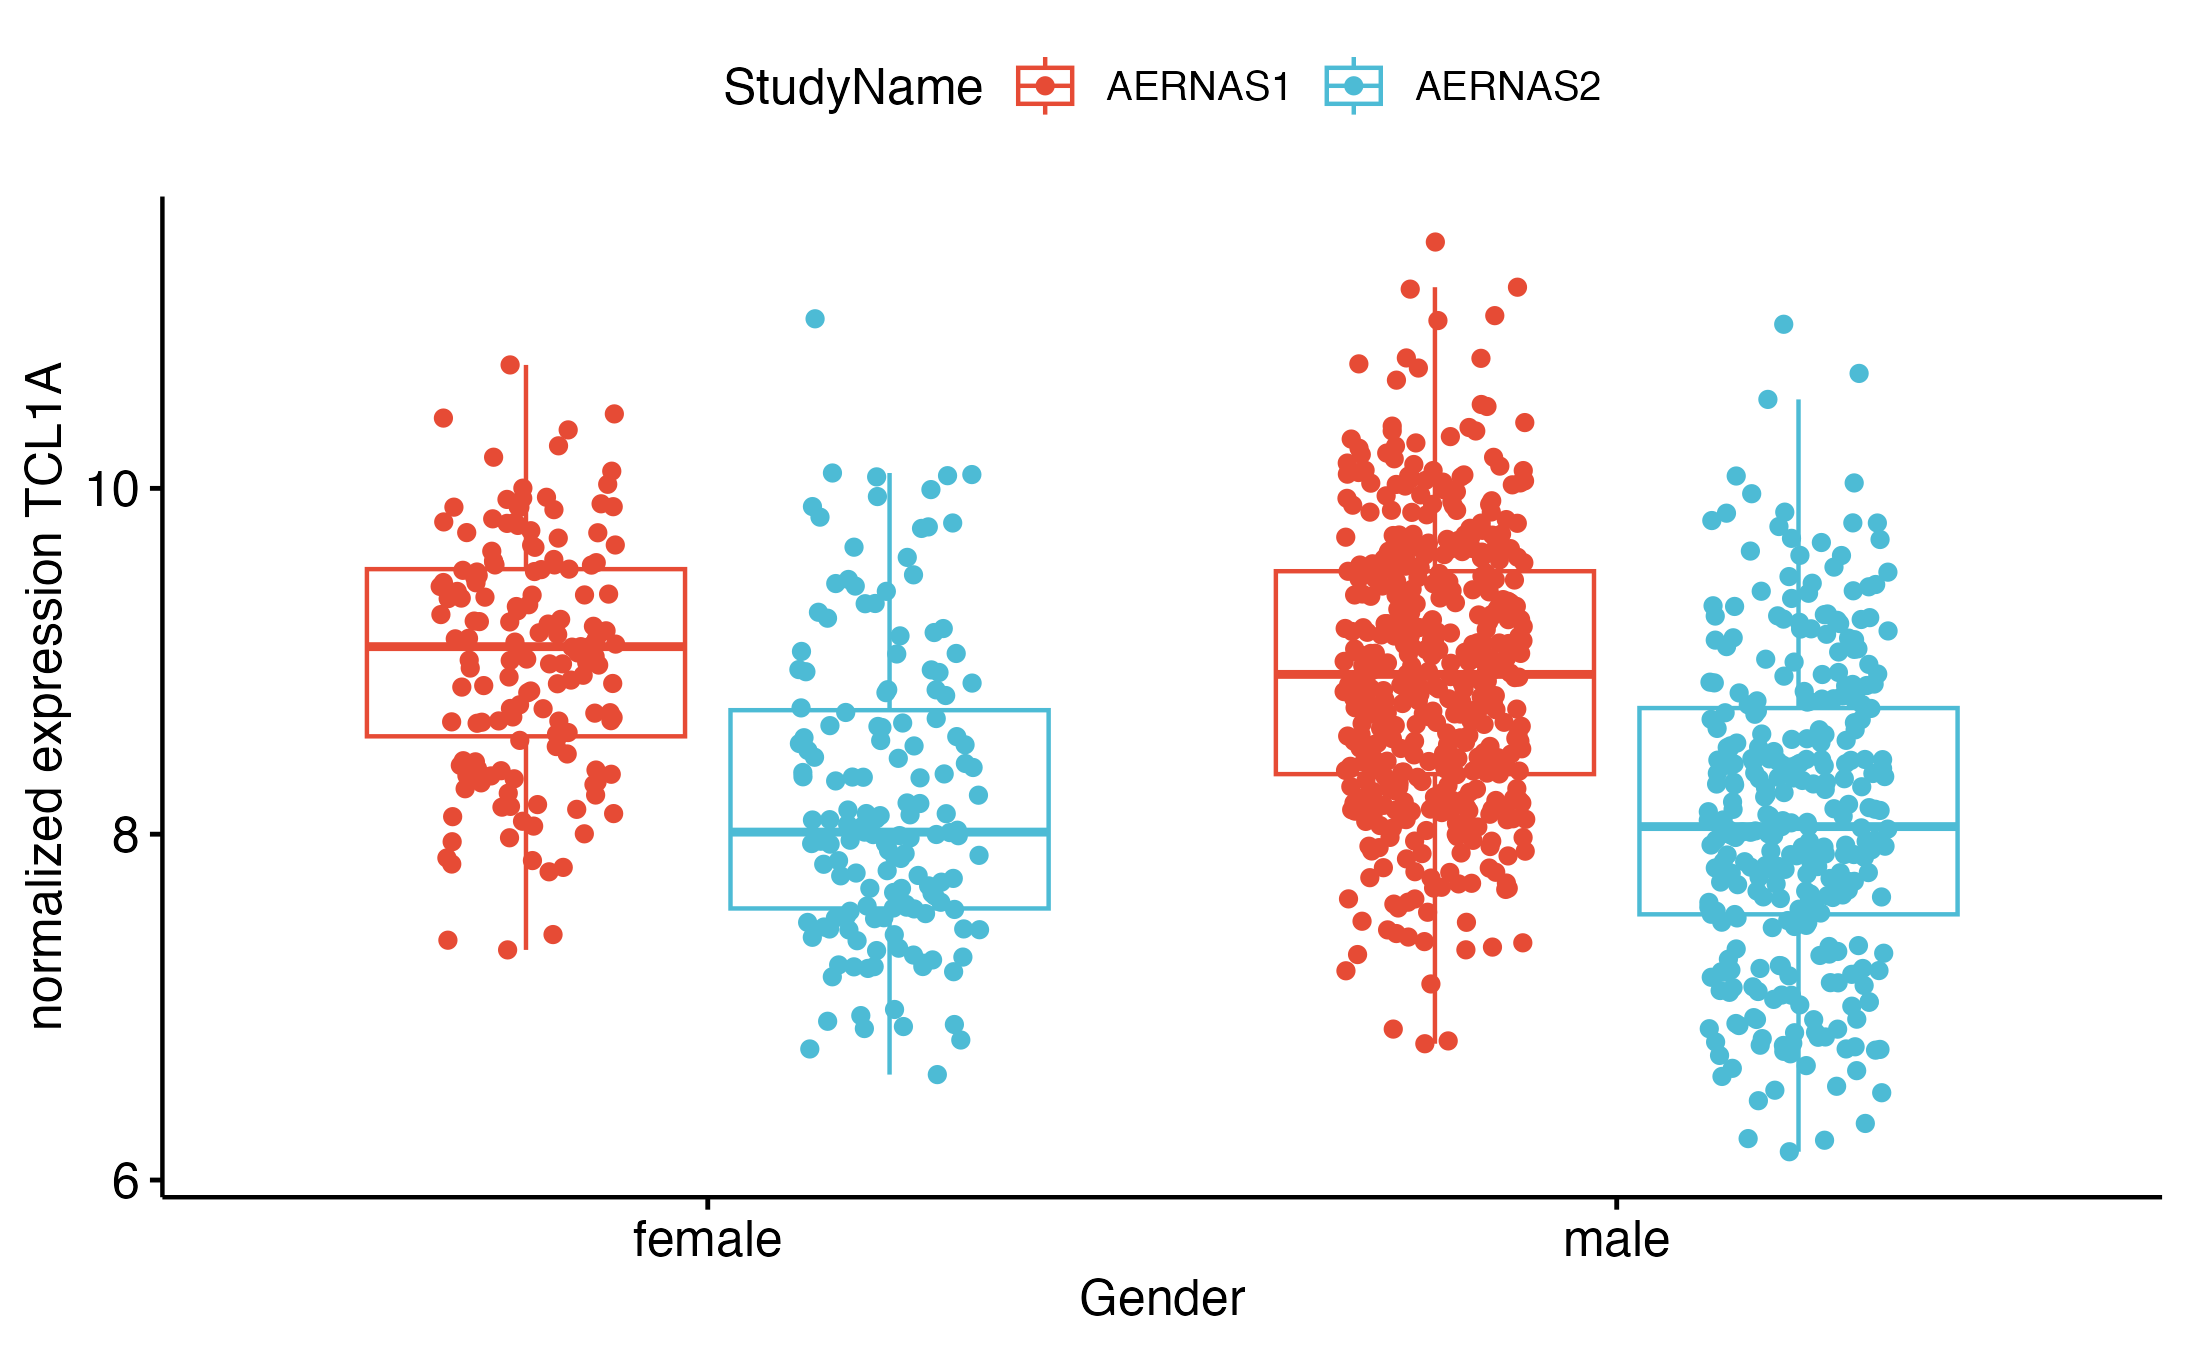 StudyName AERNAS1 AERNAS2
normalized expression TCL1A
10
8
6
female male
Gender